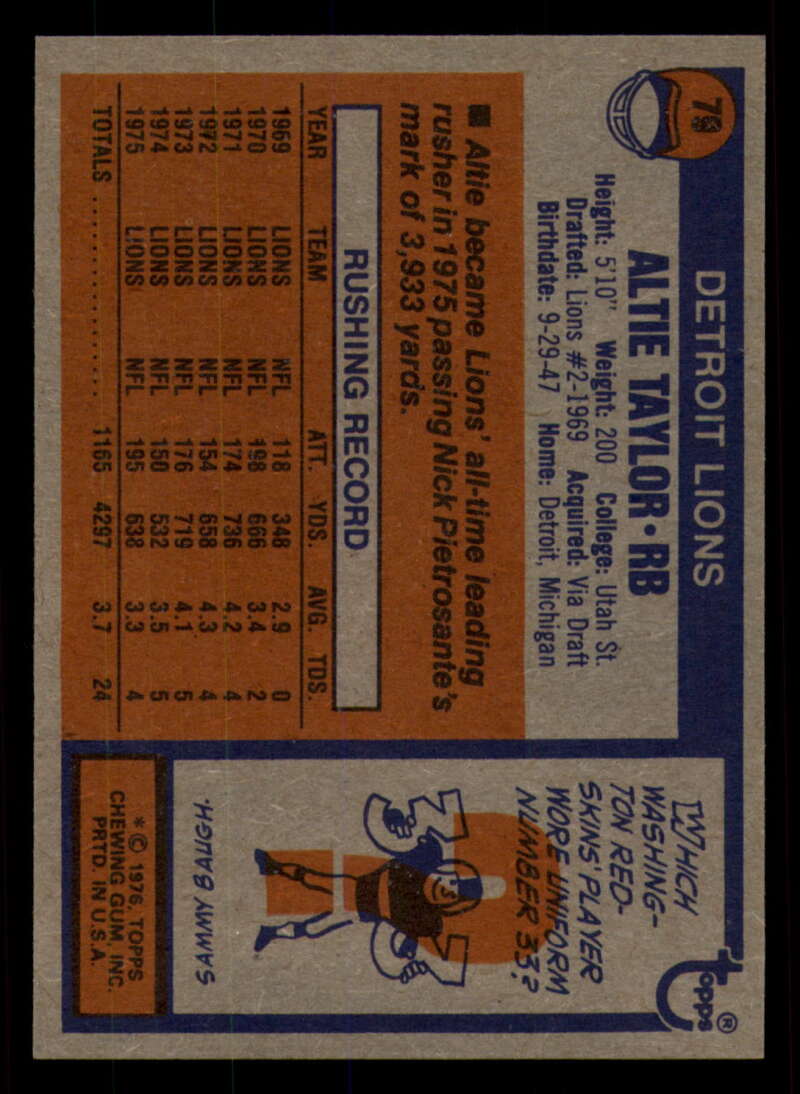 DETROIT LIONS
ALTIE TAYLOR • RB
Height: 5'10" Weight: 200 College: Utah St.
Drafted: Lions #2-1969 Acquired: Via Draft
Birthdate: 9-29-47 Home: Detroit, Michigan
■ Altie became Lions' all-time leading
rusher in 1975 passing Nick Pietrosante's
mark of 3,933 yards.
RUSHING RECORD
YEAR TEAM ATT. YDS. AVG. TDS.
1969 LIONS NFL 118 348 2.9 0
1970 LIONS NFL 198 666 3.4 2
1971 LIONS NFL 174 736 4.2 4
1972 LIONS NFL 154 658 4.3 4
1973 LIONS NFL 176 719 4.1 5
1974 LIONS NFL 150 532 3.5 5
1975 LIONS NFL 195 638 3.3 4
TOTALS .................... 1165 4297 3.7 24
topps®
WHICH
WASHING-
TON RED-
SKINS' PLAYER
WORE UNIFORM
NUMBER 33?
?
SAMMY BAUGH.
* © 1976, TOPPS
CHEWING GUM, INC.
PRTD. IN U.S.A.